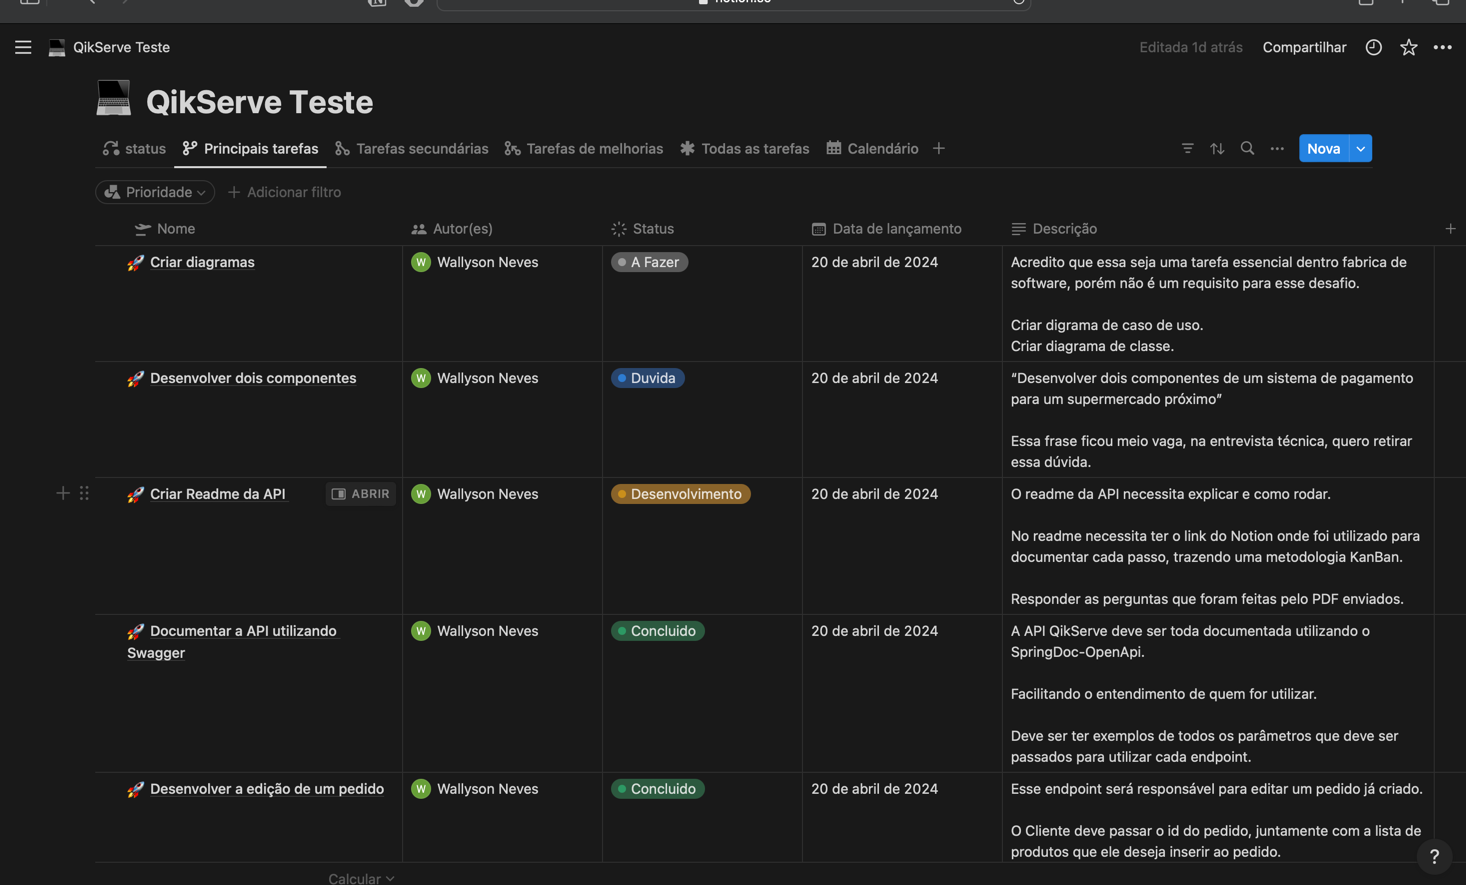 QikServe Teste
Editada 1d atrás
Compartilhar
QikServe Teste
status
Principais tarefas
Tarefas secundárias
Tarefas de melhorias
Todas as tarefas
Calendário
Nova
Prioridade
Adicionar filtro
Nome
Autor(es)
Status
Data de lançamento
Descrição
Criar diagramas
W Wallyson Neves
A Fazer
20 de abril de 2024
Acredito que essa seja uma tarefa essencial dentro fabrica de
software, porém não é um requisito para esse desafio.
Criar digrama de caso de uso.
Criar diagrama de classe.
Desenvolver dois componentes
W Wallyson Neves
Duvida
20 de abril de 2024
“Desenvolver dois componentes de um sistema de pagamento
para um supermercado próximo”
Essa frase ficou meio vaga, na entrevista técnica, quero retirar
essa dúvida.
Criar Readme da API
ABRIR
W Wallyson Neves
Desenvolvimento
20 de abril de 2024
O readme da API necessita explicar e como rodar.
No readme necessita ter o link do Notion onde foi utilizado para
documentar cada passo, trazendo uma metodologia KanBan.
Responder as perguntas que foram feitas pelo PDF enviados.
Documentar a API utilizando
Swagger
W Wallyson Neves
Concluido
20 de abril de 2024
A API QikServe deve ser toda documentada utilizando o
SpringDoc-OpenApi.
Facilitando o entendimento de quem for utilizar.
Deve ser ter exemplos de todos os parâmetros que deve ser
passados para utilizar cada endpoint.
Desenvolver a edição de um pedido
W Wallyson Neves
Concluido
20 de abril de 2024
Esse endpoint será responsável para editar um pedido já criado.
O Cliente deve passar o id do pedido, juntamente com a lista de
produtos que ele deseja inserir ao pedido.
?
Calcular